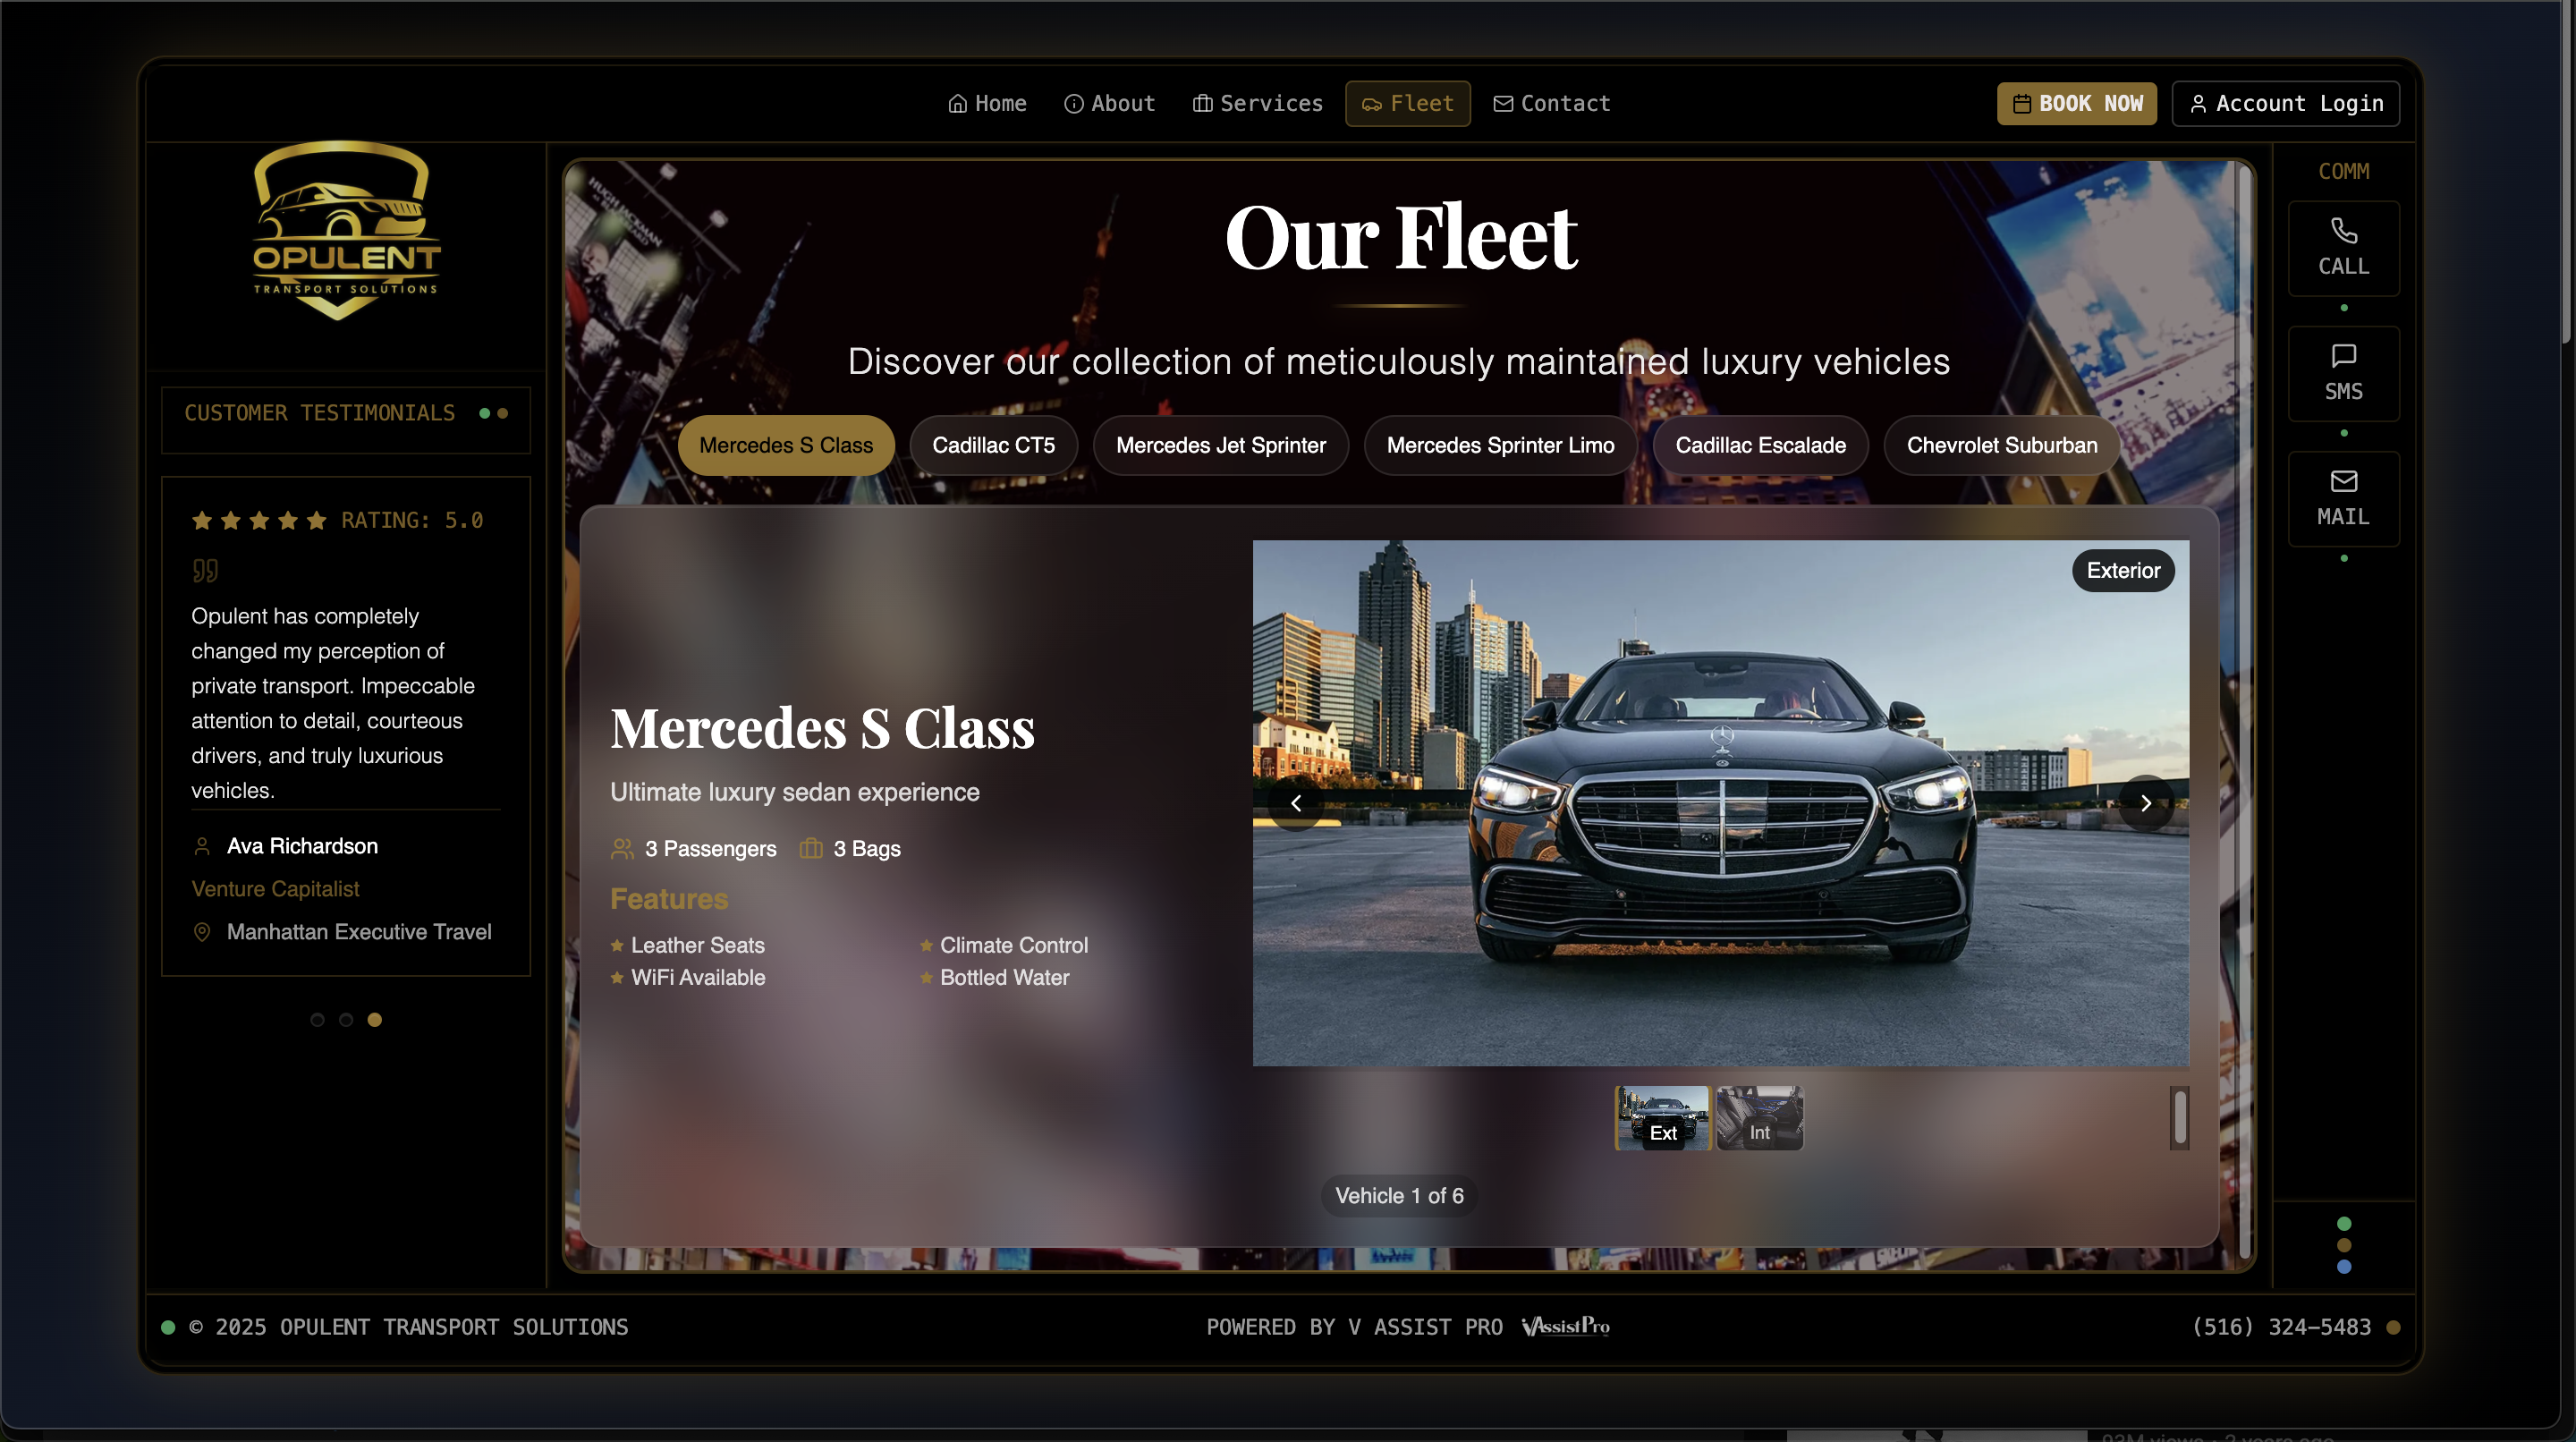 Home
About
Services
Fleet
Contact
BOOK NOW
Account Login
OPULENT
TRANSPORT SOLUTIONS
CUSTOMER TESTIMONIALS
RATING: 5.0
Opulent has completely
changed my perception of
private transport. Impeccable
attention to detail, courteous
drivers, and truly luxurious
vehicles.
Ava Richardson
Venture Capitalist
Manhattan Executive Travel
HUGH JACKMAN
Our Fleet
Discover our collection of meticulously maintained luxury vehicles
Mercedes S Class
Cadillac CT5
Mercedes Jet Sprinter
Mercedes Sprinter Limo
Cadillac Escalade
Chevrolet Suburban
Mercedes S Class
Ultimate luxury sedan experience
3 Passengers
3 Bags
Features
Leather Seats
Climate Control
WiFi Available
Bottled Water
Exterior
Ext
Int
Vehicle 1 of 6
COMM
CALL
SMS
MAIL
© 2025 OPULENT TRANSPORT SOLUTIONS
POWERED BY V ASSIST PRO
VAssistPro
(516) 324-5483